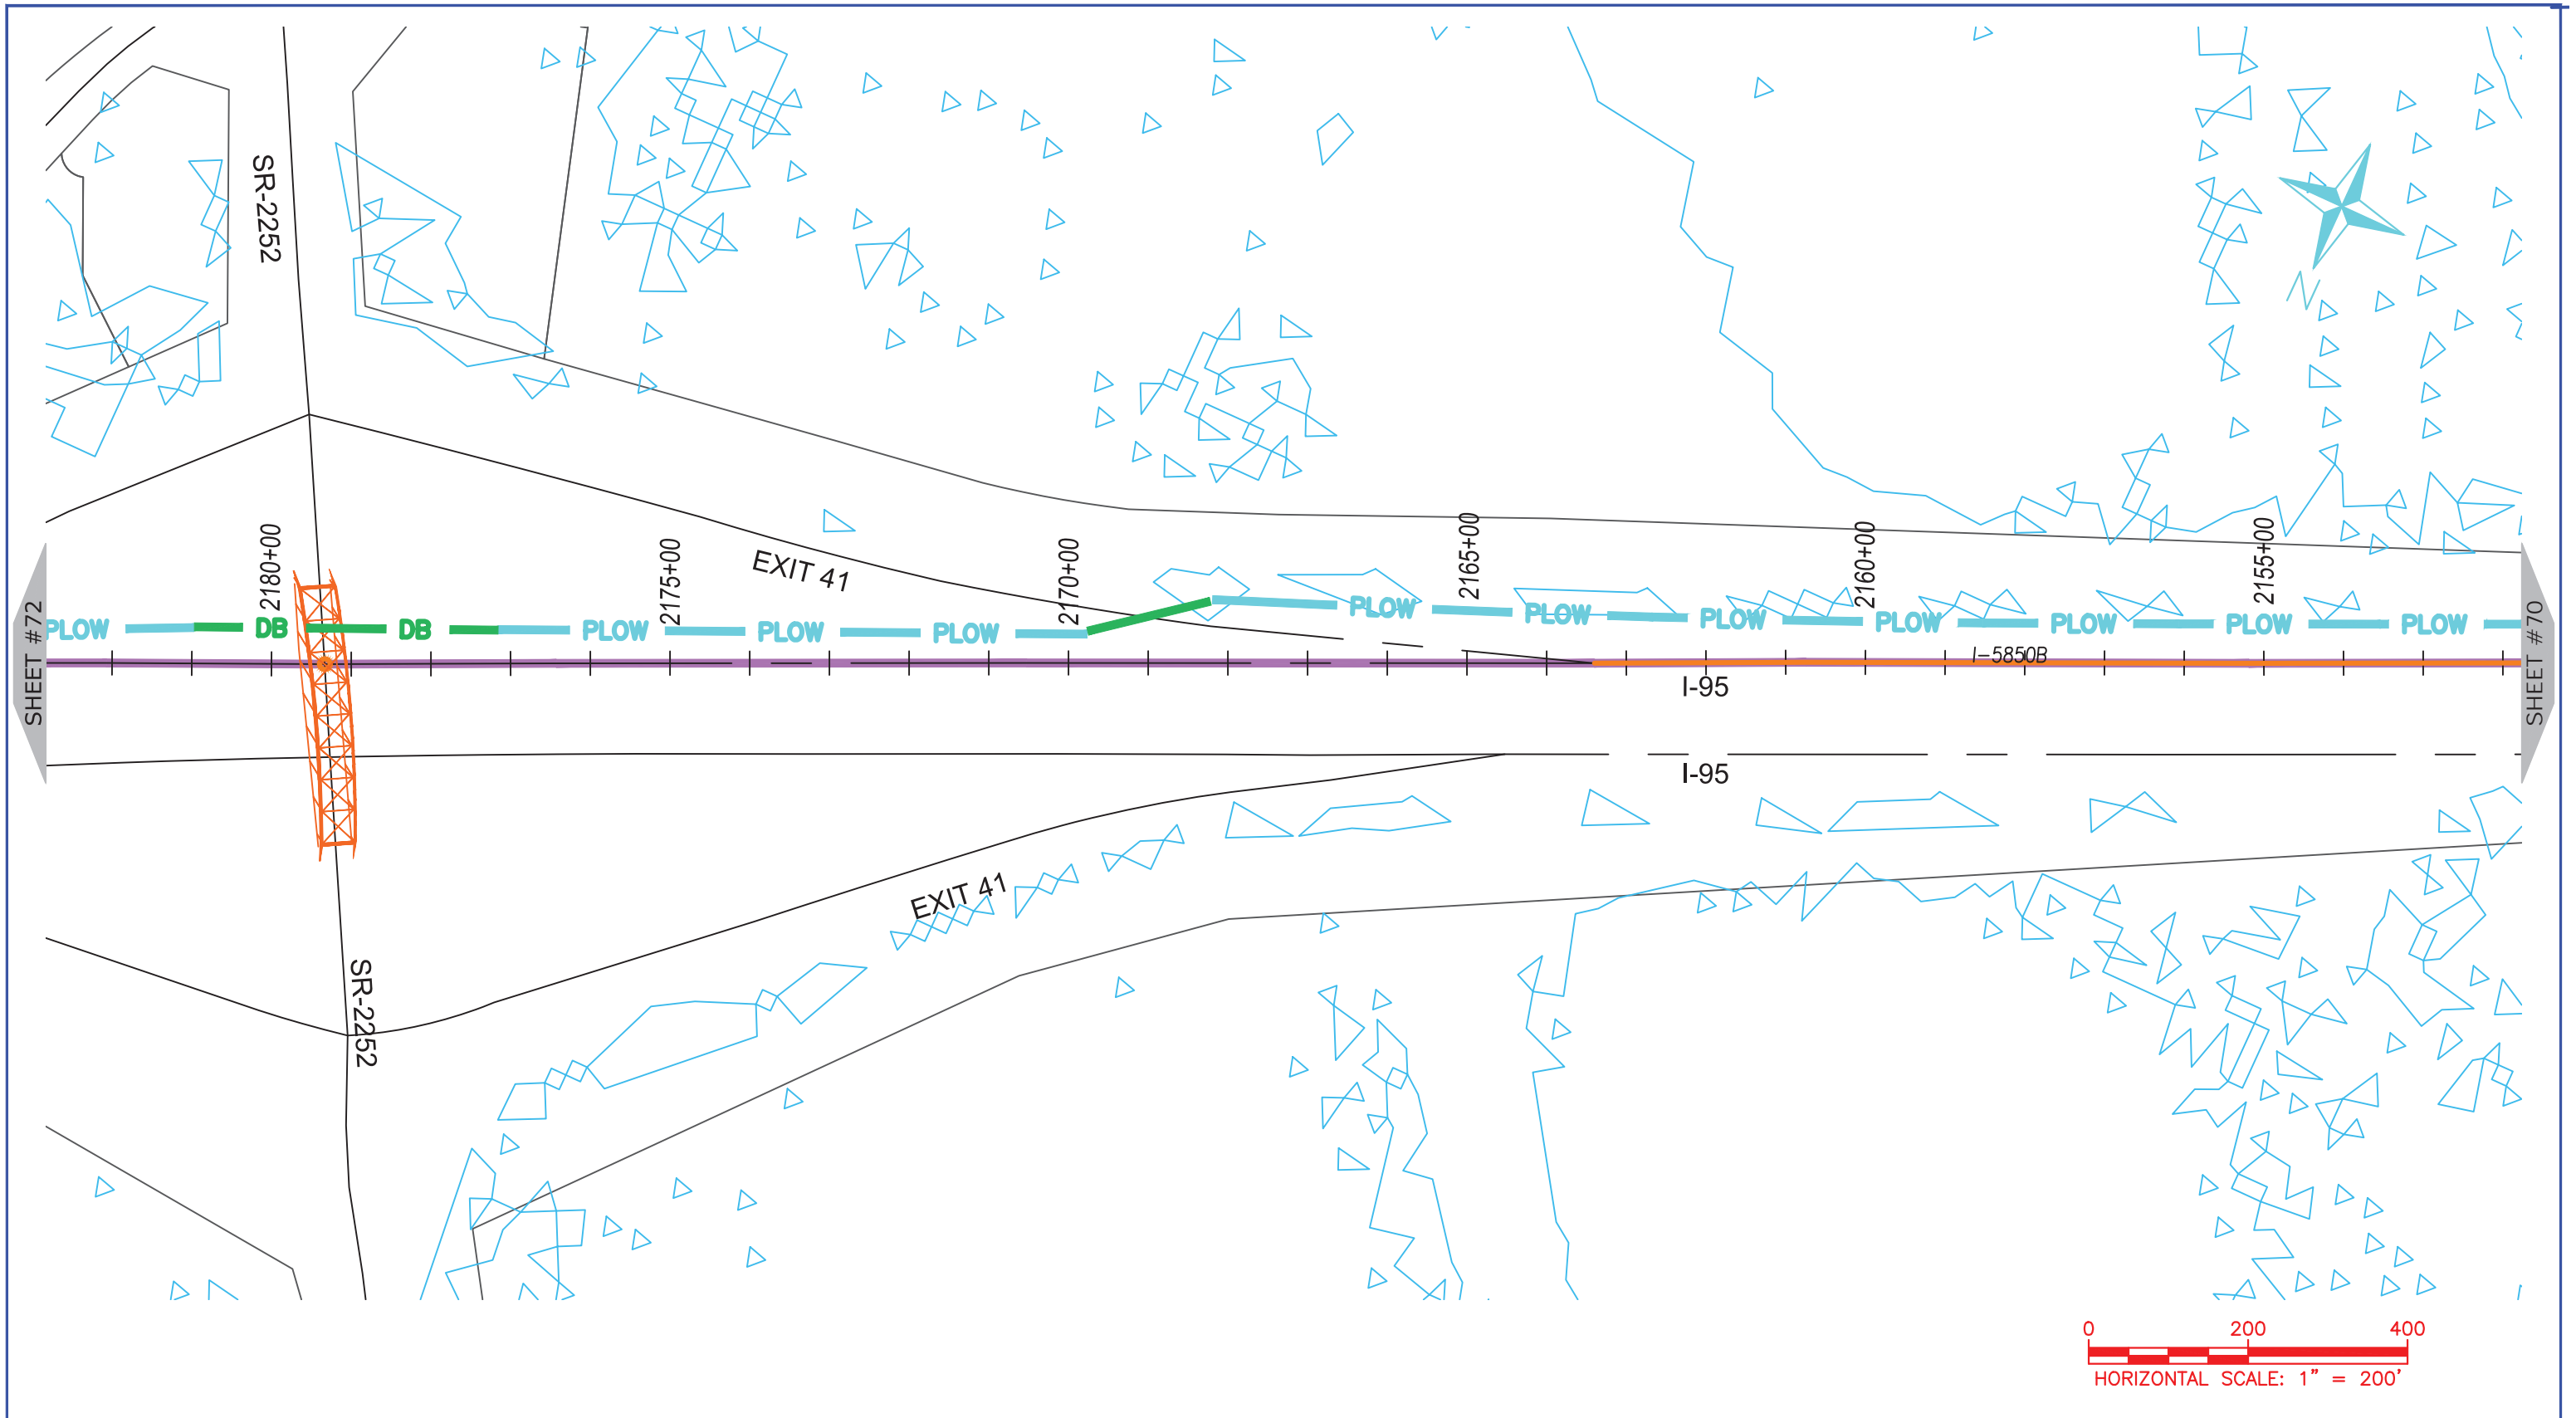 SR-2252
2180+00
2175+00
2170+00
2165+00
2160+00
2155+00
EXIT 41
N
SHEET #72
PLOW
DB
DB
PLOW
PLOW
PLOW
PLOW
PLOW
PLOW
PLOW
PLOW
PLOW
PLOW
SHEET #70
I-5850B
I-95
I-95
EXIT 41
SR-2252
0 200 400
HORIZONTAL SCALE: 1" = 200'